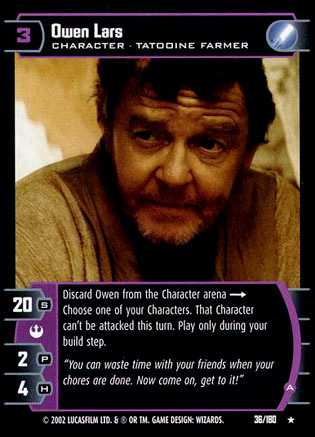 3
Owen Lars
CHARACTER · TATOOINE FARMER
20 S
Discard Owen from the Character arena →
Choose one of your Characters. That Character
can't be attacked this turn. Play only during your
build step.
2 P
4 H
"You can waste time with your friends when your
chores are done. Now come on, get to it!"
A
© 2002 LUCASFILM LTD. & ® OR TM. GAME DESIGN: WIZARDS.
36/180 ★